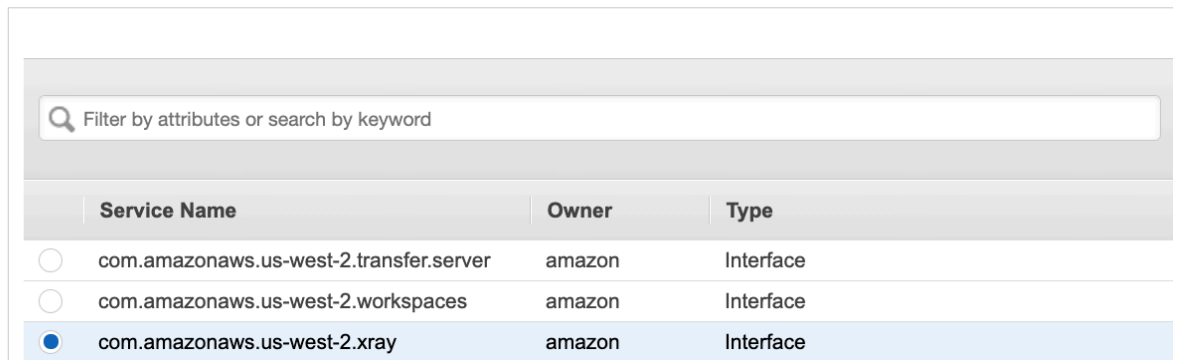 Filter by attributes or search by keyword
Service Name Owner Type
com.amazonaws.us-west-2.transfer.server amazon Interface
com.amazonaws.us-west-2.workspaces amazon Interface
com.amazonaws.us-west-2.xray amazon Interface